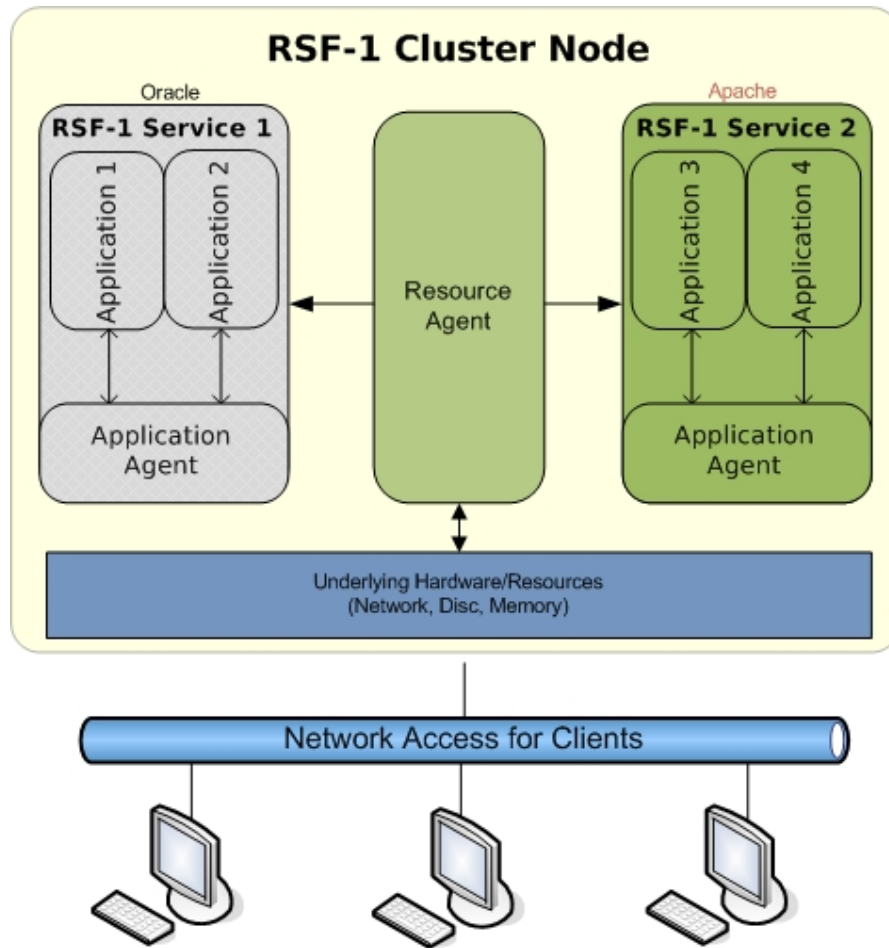 RSF-1 Cluster Node
Oracle
RSF-1 Service 1
Application 1
Application 2
Application
Agent
Resource
Agent
Apache
RSF-1 Service 2
Application 3
Application 4
Application
Agent
Underlying Hardware/Resources
(Network, Disc, Memory)
Network Access for Clients